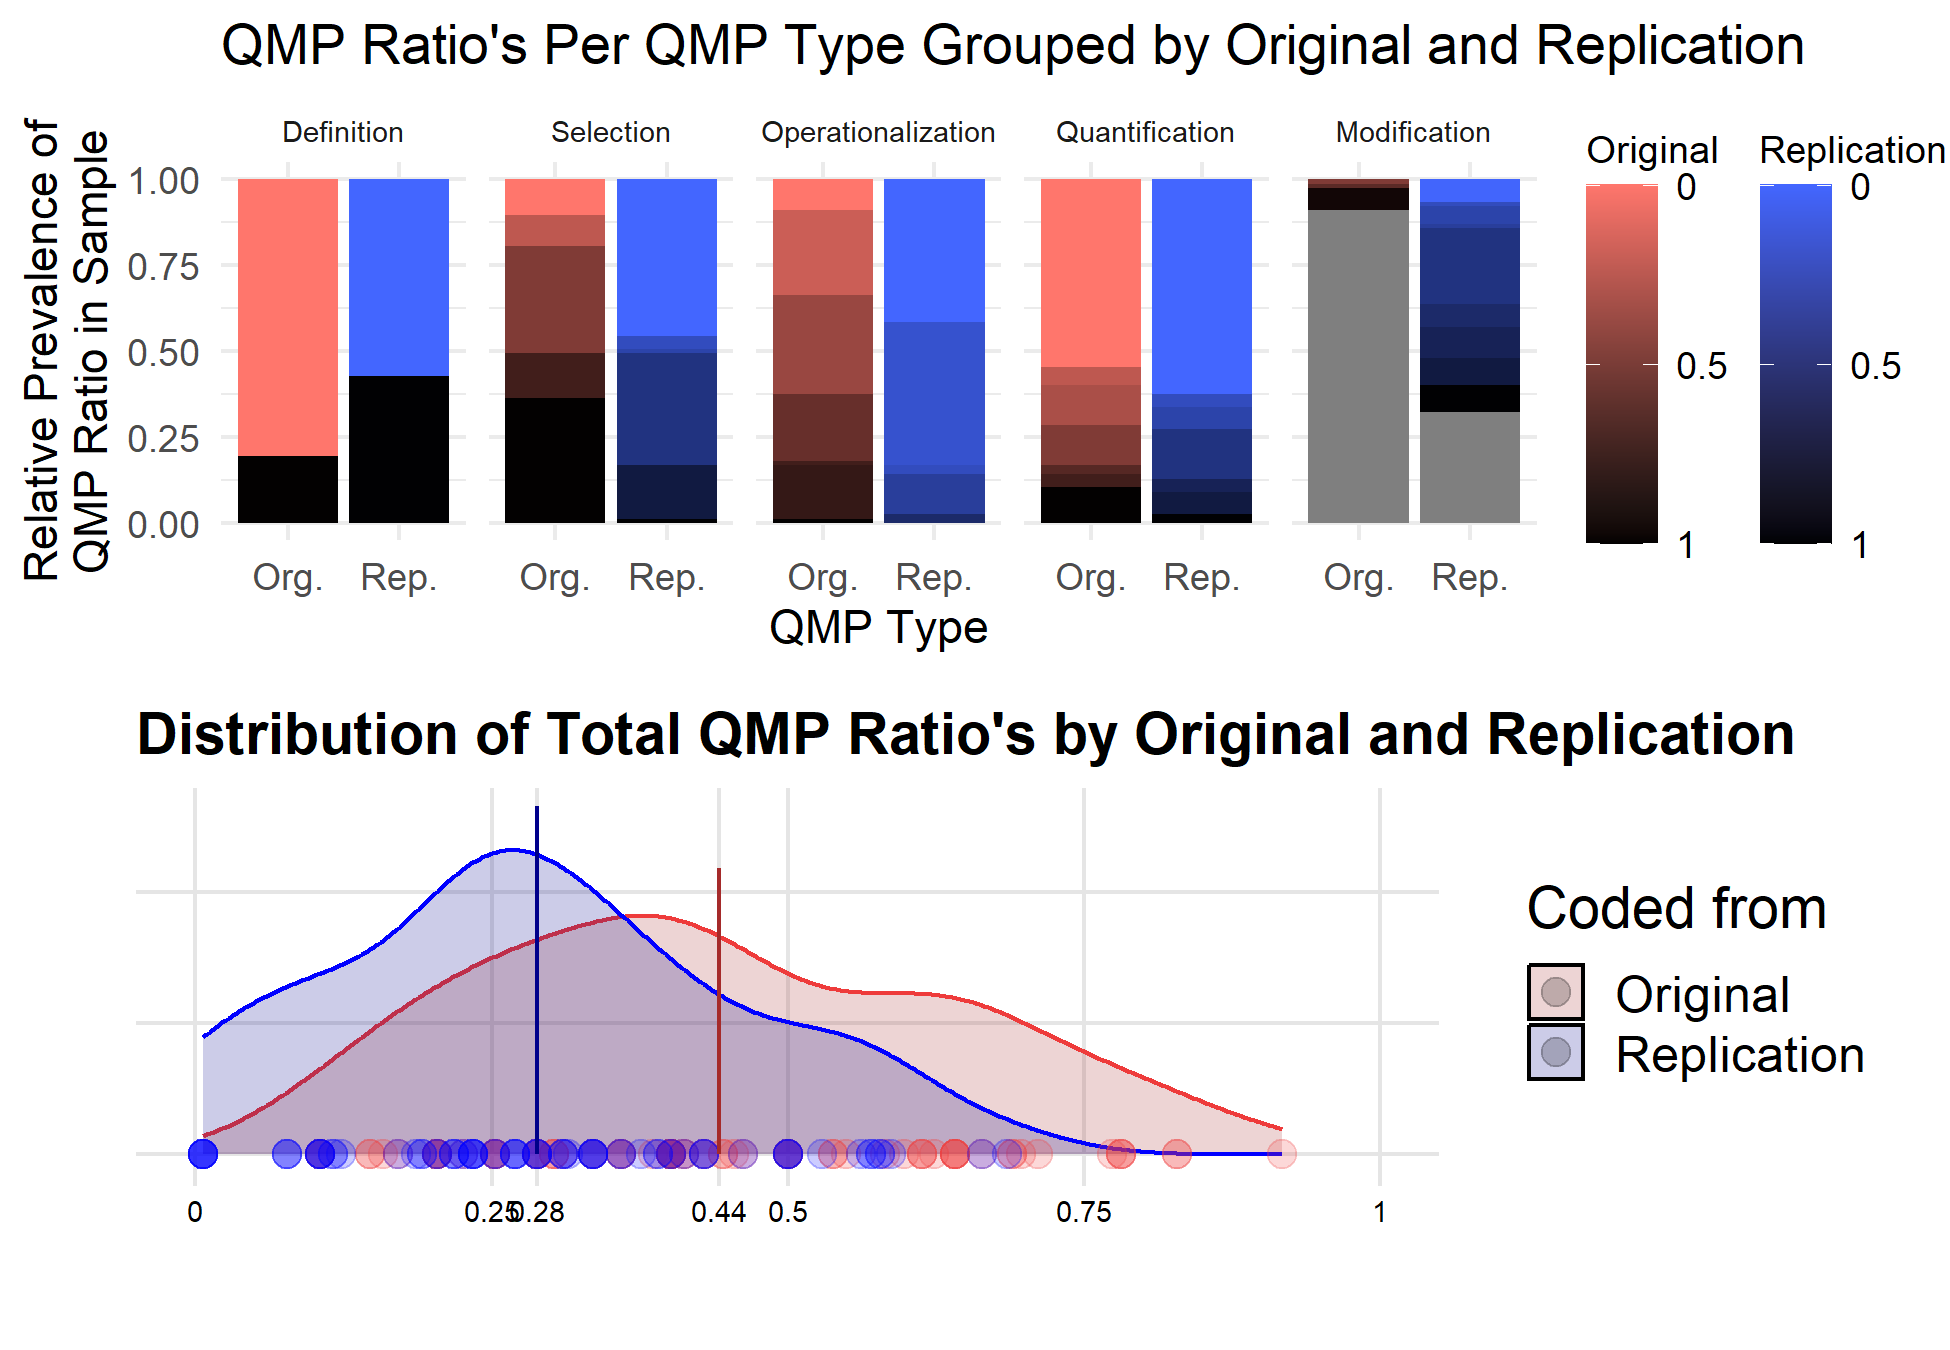 QMP Ratio's Per QMP Type Grouped by Original and Replication
Relative Prevalence of
QMP Ratio in Sample
Definition
Selection
Operationalization
Quantification
Modification
1.00
0.75
0.50
0.25
0.00
Org.
Rep.
Org.
Rep.
Org.
Rep.
Org.
Rep.
Org.
Rep.
QMP Type
Original
0
0.5
1
Replication
0
0.5
1
Distribution of Total QMP Ratio's by Original and Replication
0
0.25
0.28
0.44
0.5
0.75
1
Coded from
Original
Replication